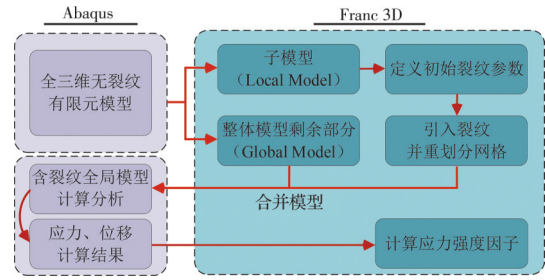 Abaqus
Franc 3D
全三维无裂纹
有限元模型
子模型
（Local Model）
定义初始裂纹参数
整体模型剩余部分
（Global Model）
引入裂纹
并重划分网格
含裂纹全局模型
计算分析
合并模型
应力、位移
计算结果
计算应力强度因子